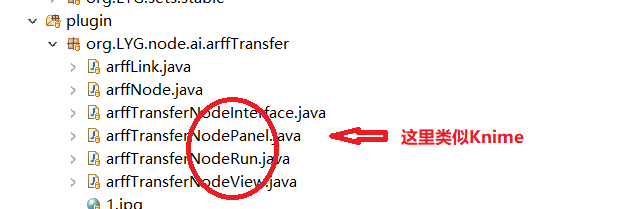 org.LYG.sets.stable
plugin
org.LYG.node.ai.arffTransfer
arffLink.java
arffNode.java
arffTransferNodeInterface.java
arffTransferNodePanel.java
这里类似Knime
arffTransferNodeRun.java
arffTransferNodeView.java
1.jpg